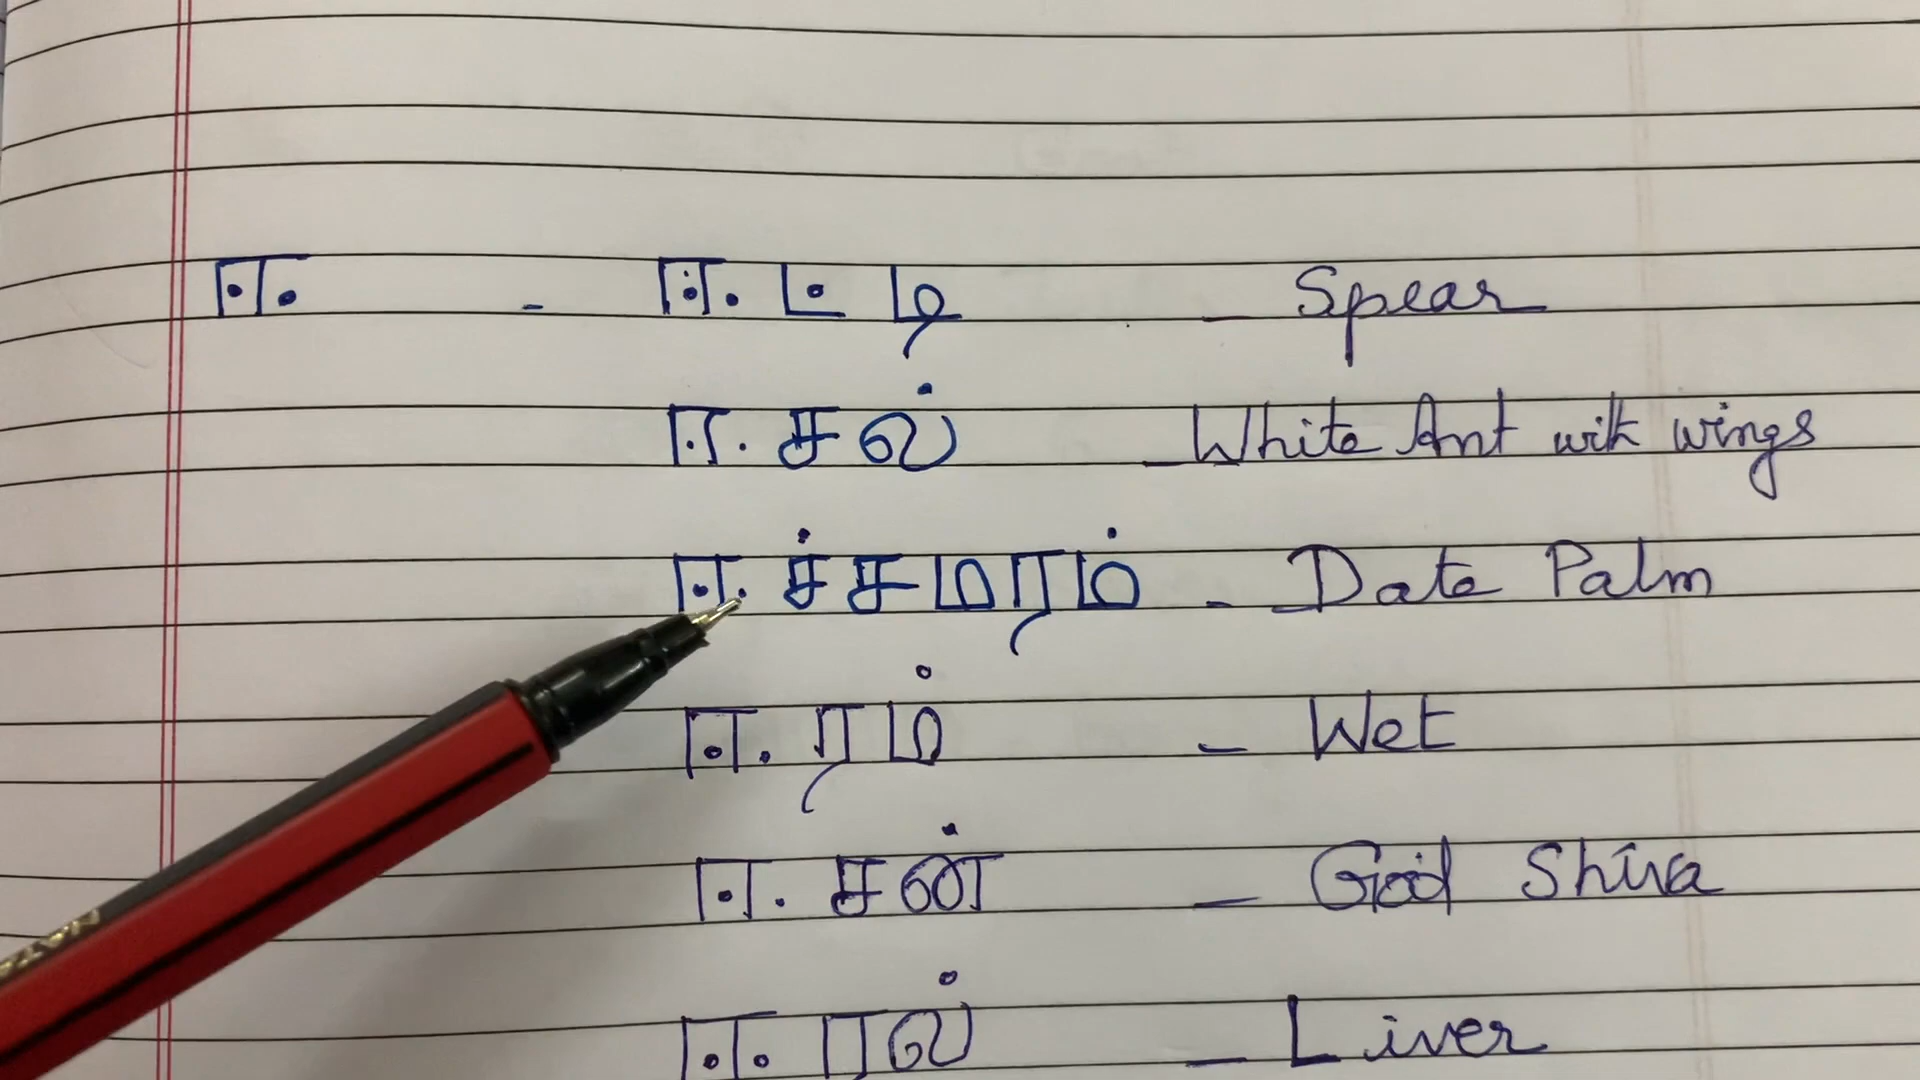 ஈ - ஈட்டி - Spear
ஈசல் - White Ant with wings
ஈச்சமரம் - Date Palm
ஈரம் - Wet
ஈசன் - God Shiva
ஈரல் - Liver